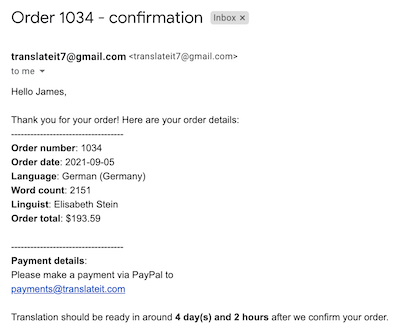 Order 1034 - confirmation Inbox ×
translateit7@gmail.com <translateit7@gmail.com>
to me
Hello James,
Thank you for your order! Here are your order details:
-----------------------------------
Order number: 1034
Order date: 2021-09-05
Language: German (Germany)
Word count: 2151
Linguist: Elisabeth Stein
Order total: $193.59
-----------------------------------
Payment details:
Please make a payment via PayPal to
payments@translateit.com
Translation should be ready in around 4 day(s) and 2 hours after we confirm your order.